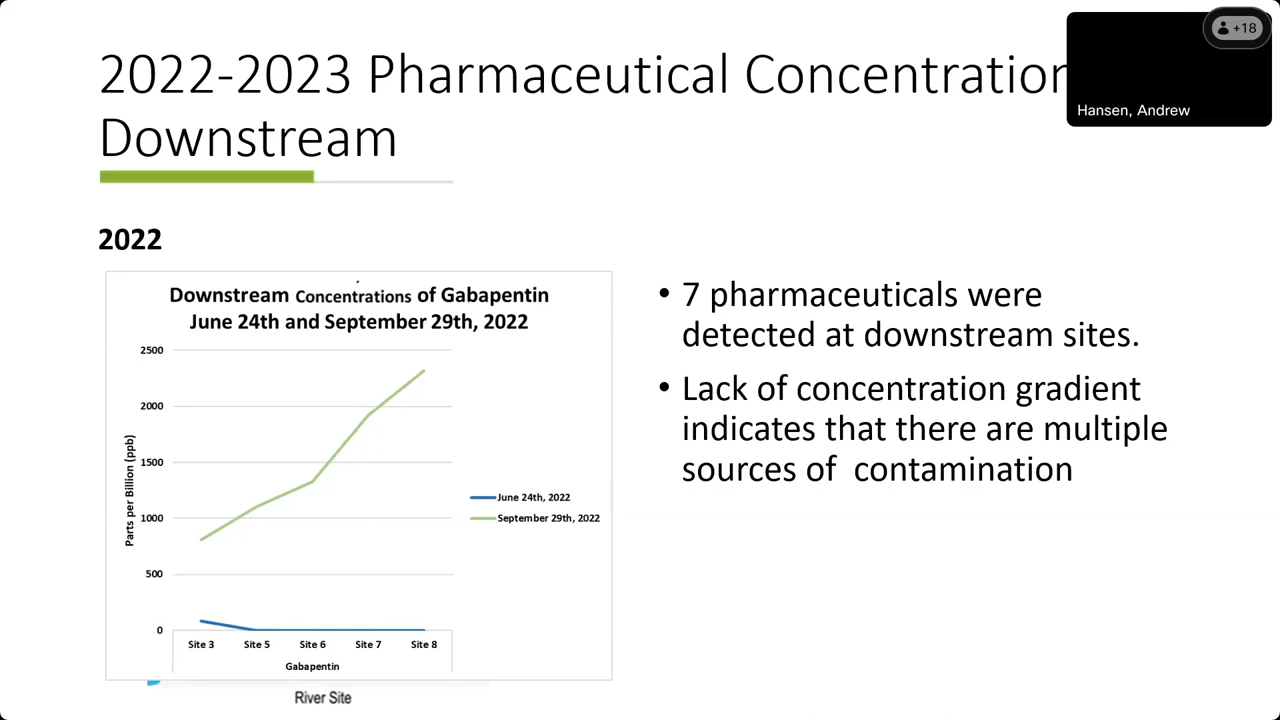 2022-2023 Pharmaceutical Concentration
Downstream
+18
Hansen, Andrew
2022
Downstream Concentrations of Gabapentin
June 24th and September 29th, 2022
2500
2000
1500
1000
500
0
Parts per Billion (ppb)
June 24th, 2022
September 29th, 2022
Site 3 Site 5 Site 6 Site 7 Site 8
Gabapentin
River Site
• 7 pharmaceuticals were
detected at downstream sites.
• Lack of concentration gradient
indicates that there are multiple
sources of contamination